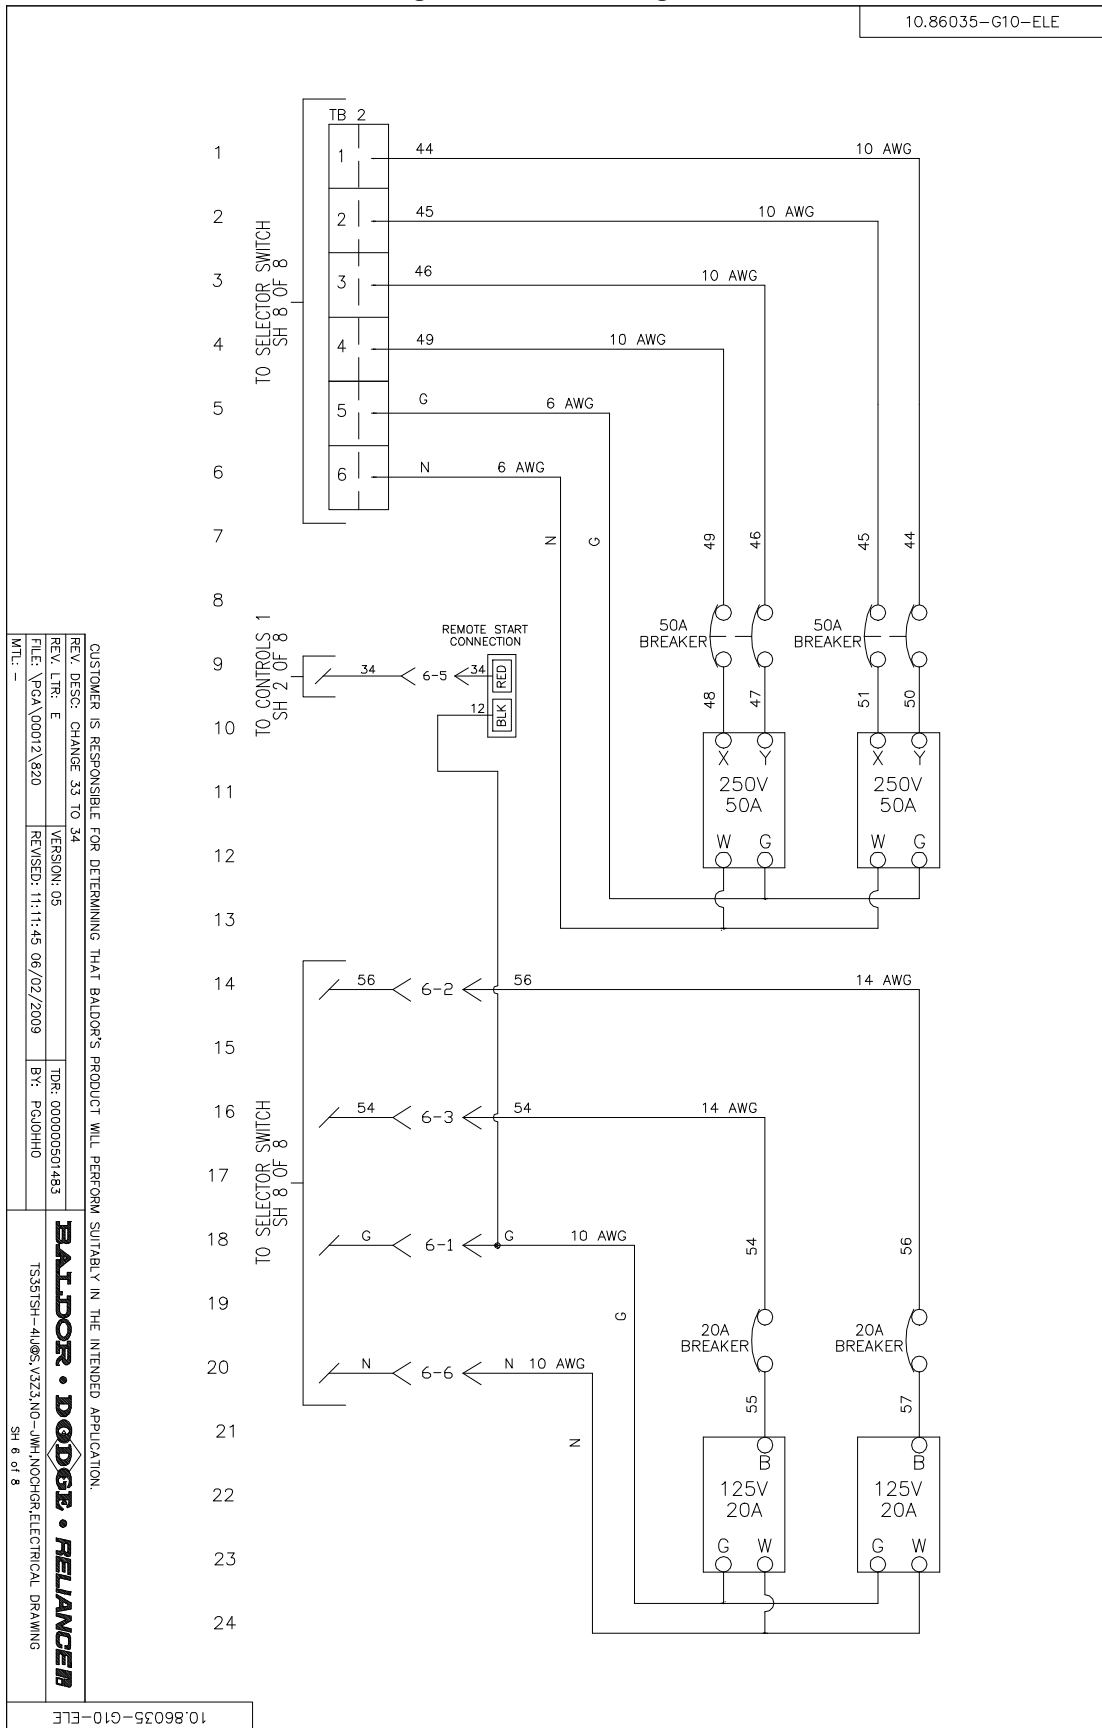 10.86035-G10-ELE
TB 2
1
1
44
10 AWG
2
2
45
10 AWG
3
3
46
10 AWG
TO SELECTOR SWITCH
SH 8 OF 8
4
4
49
10 AWG
5
5
G
6 AWG
6
6
N
6 AWG
7
N
G
49
46
45
44
8
TO CONTROLS 1
SH 2 OF 8
REMOTE START
CONNECTION
50A
BREAKER
50A
BREAKER
9
34
6-5
34
RED
10
12
BLK
48
47
51
50
X
Y
X
Y
11
250V
50A
250V
50A
12
W
G
W
G
13
14
56
6-2
56
14 AWG
15
16
54
6-3
54
14 AWG
17
TO SELECTOR SWITCH
SH 8 OF 8
18
G
6-1
G
10 AWG
54
56
19
G
20A
BREAKER
20A
BREAKER
20
N
6-6
N
10 AWG
55
57
21
N
B
B
22
125V
20A
125V
20A
23
G
W
G
W
24
CUSTOMER IS RESPONSIBLE FOR DETERMINING THAT BALDOR'S PRODUCT WILL PERFORM SUITABLY IN THE INTENDED APPLICATION.
REV. DESC: CHANGE 33 TO 34
REV. LTR: E
VERSION: 05
TDR: 000000501483
FILE: \PGA\00012\820
REVISED: 11:11:45 06/02/2009
BY: PGJOHHO
MTL: -
BALDOR • DODGE • RELIANCE
TS35TSH-4IJ@S,V3Z3,NO-JWH,NOCHGR,ELECTRICAL DRAWING
SH 6 of 8
10.86035-G10-ELE